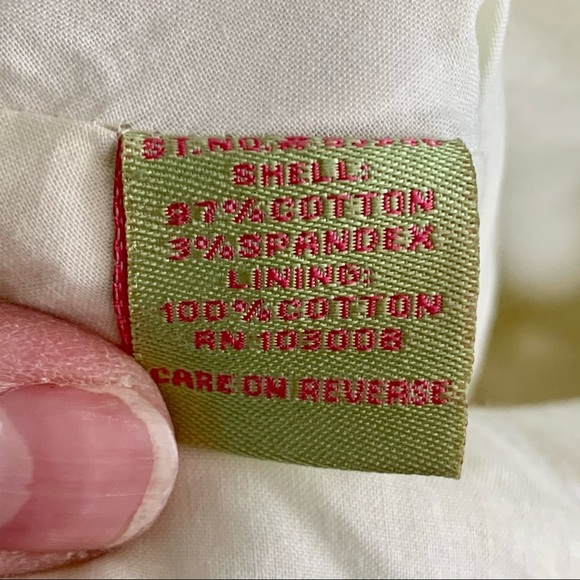 ST.NO.#
SHELL:
97%COTTON
3%SPANDEX
LINING:
100%COTTON
RN 103008
CARE ON REVERSE